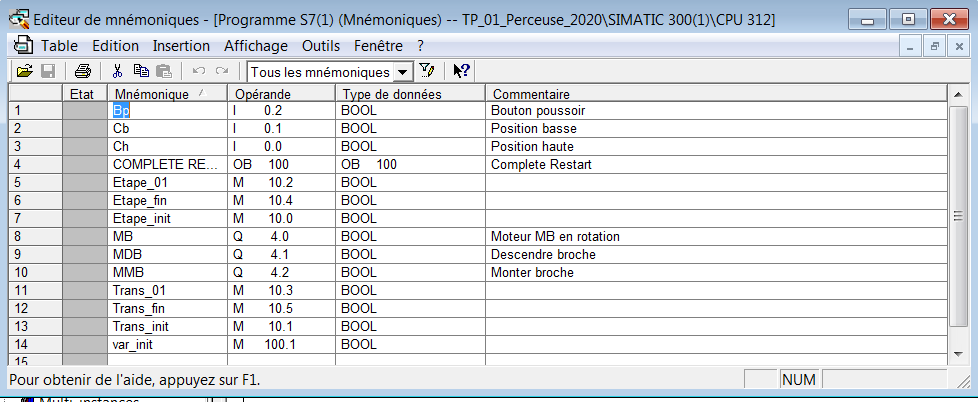 Editeur de mnémoniques - [Programme S7(1) (Mnémoniques) -- TP_01_Perceuse_2020\SIMATIC 300(1)\CPU 312]
Table Edition Insertion Affichage Outils Fenêtre ?
Tous les mnémoniques
Etat Mnémonique Opérande Type de données Commentaire
1 Bp I 0.2 BOOL Bouton poussoir
2 Cb I 0.1 BOOL Position basse
3 Ch I 0.0 BOOL Position haute
4 COMPLETE RE... OB 100 OB 100 Complete Restart
5 Etape_01 M 10.2 BOOL
6 Etape_fin M 10.4 BOOL
7 Etape_init M 10.0 BOOL
8 MB Q 4.0 BOOL Moteur MB en rotation
9 MDB Q 4.1 BOOL Descendre broche
10 MMB Q 4.2 BOOL Monter broche
11 Trans_01 M 10.3 BOOL
12 Trans_fin M 10.5 BOOL
13 Trans_init M 10.1 BOOL
14 var_init M 100.1 BOOL
15
Pour obtenir de l'aide, appuyez sur F1. NUM